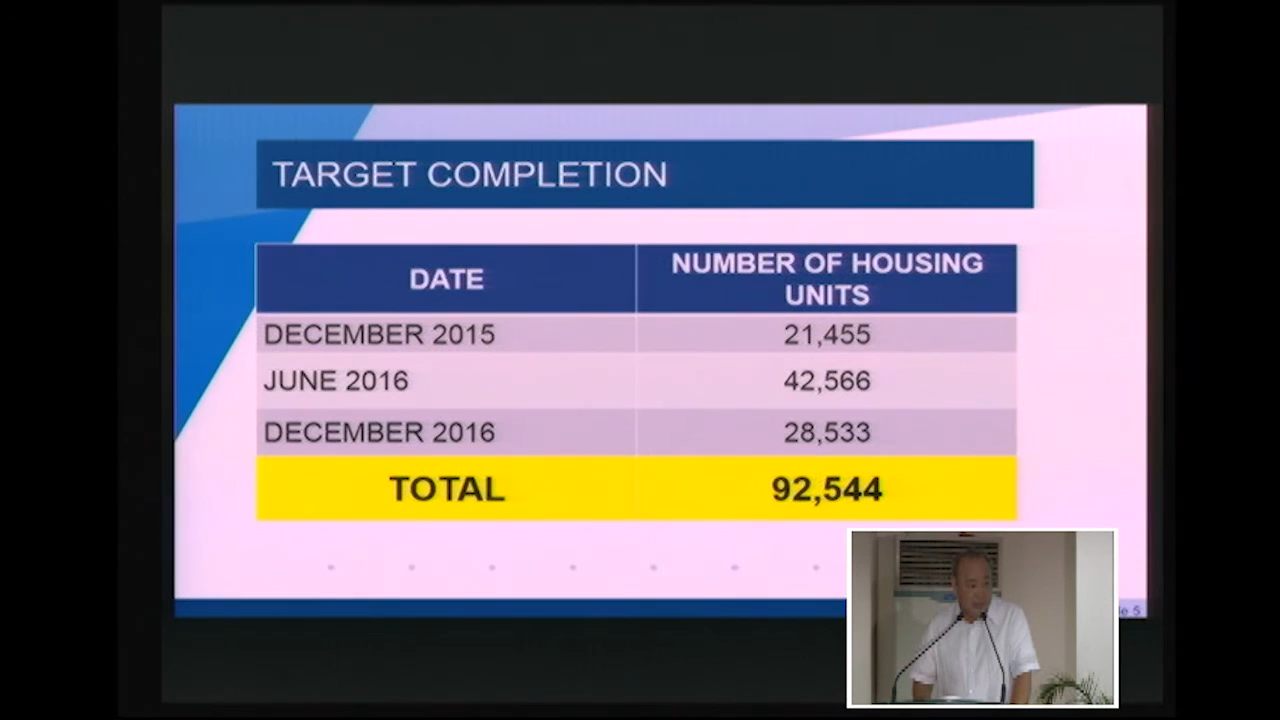 TARGET COMPLETION
DATE
NUMBER OF HOUSING
UNITS
DECEMBER 2015 21,455
JUNE 2016 42,566
DECEMBER 2016 28,533
TOTAL 92,544
5